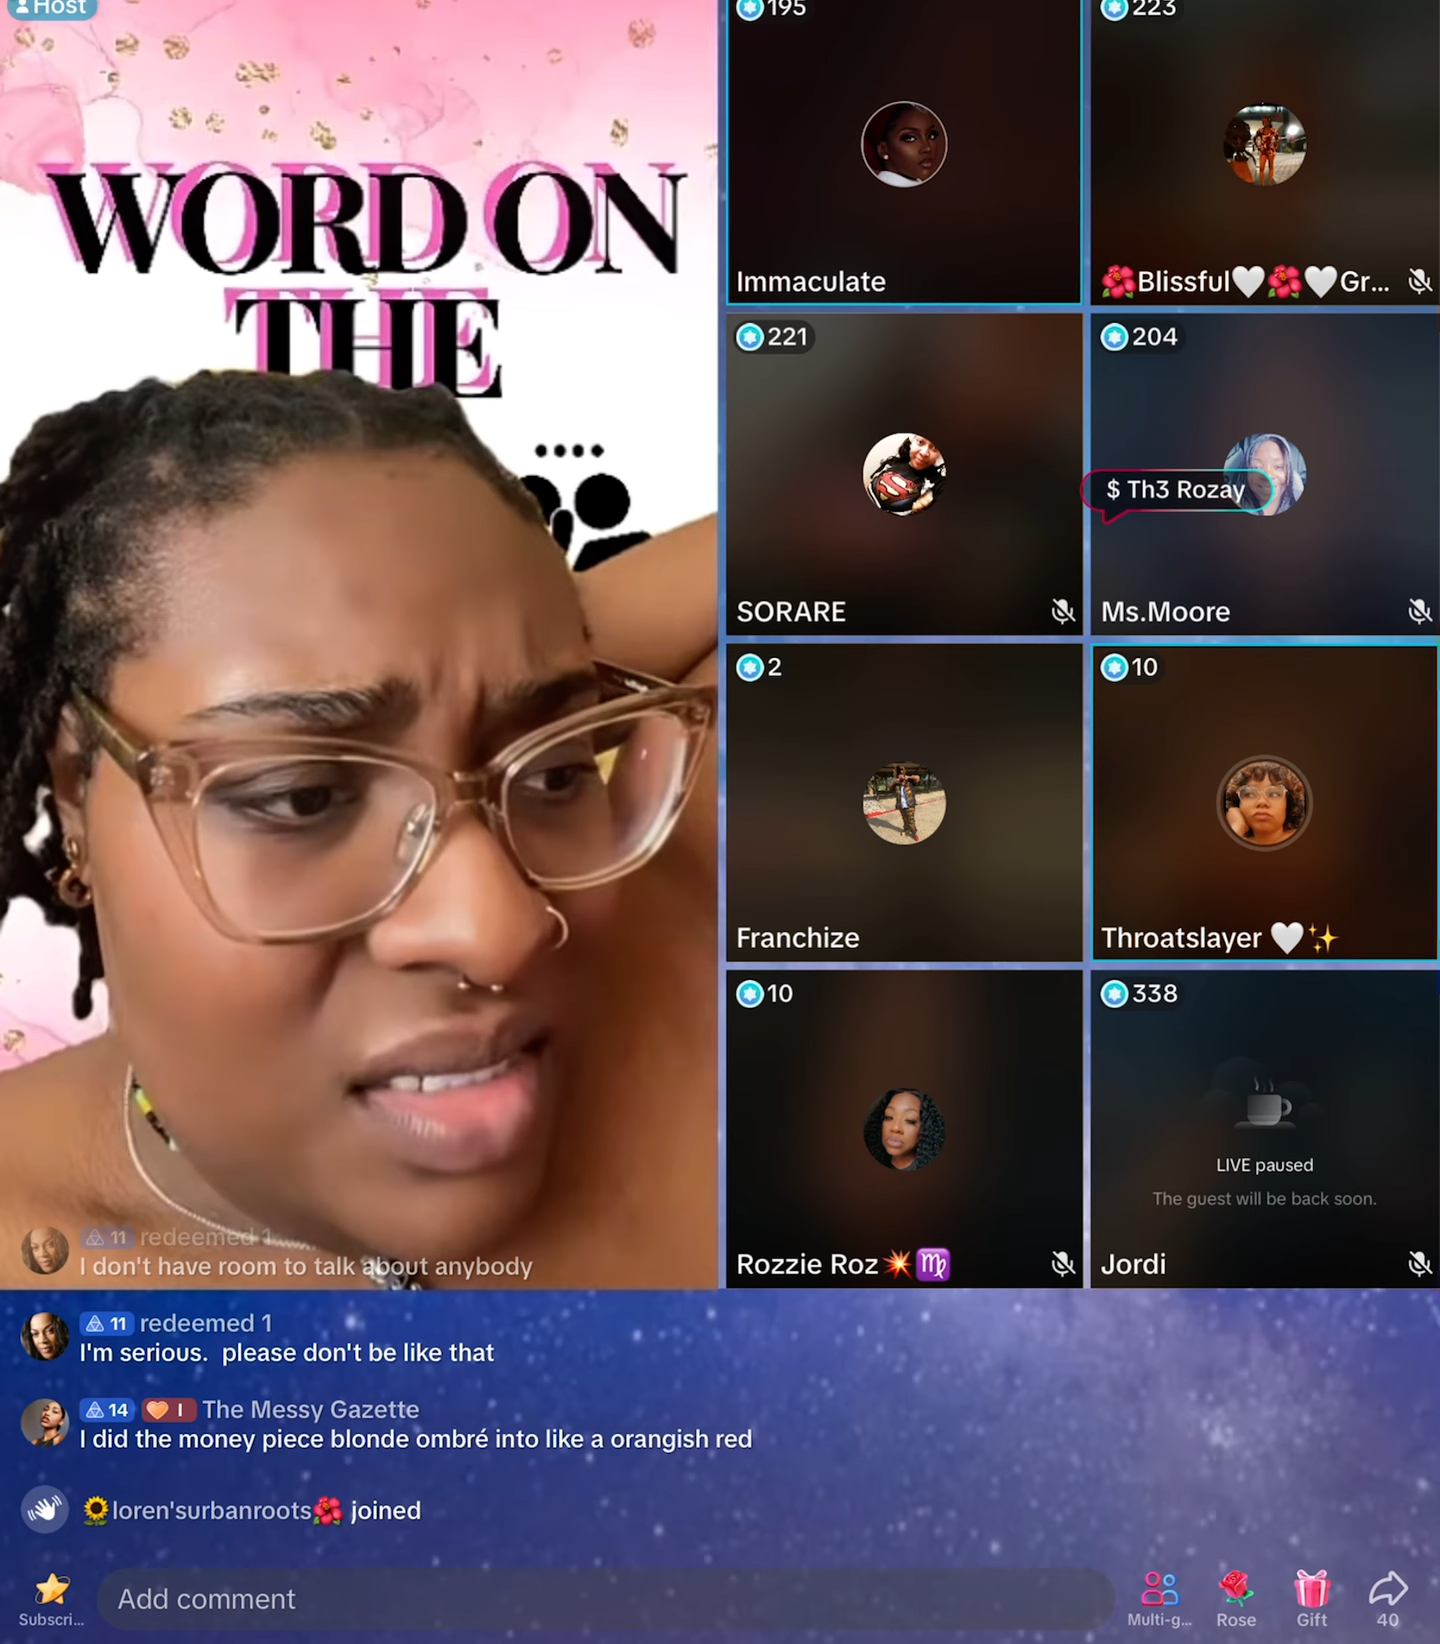 Host
WORD ON
THE
195
Immaculate
223
🌺Blissful🤍🌺🤍Gr...
221
SORARE
204
$ Th3 Rozay
Ms.Moore
2
Franchize
10
Throatslayer 🤍✨
10
Rozzie Roz💥♍
338
LIVE paused
The guest will be back soon.
Jordi
11 redeemed 1
I don't have room to talk about anybody
11 redeemed 1
I'm serious. please don't be like that
14 I The Messy Gazette
I did the money piece blonde ombré into like a orangish red
🌻loren'surbanroots🌺 joined
Subscri...
Add comment
Multi-g...
Rose
Gift
40